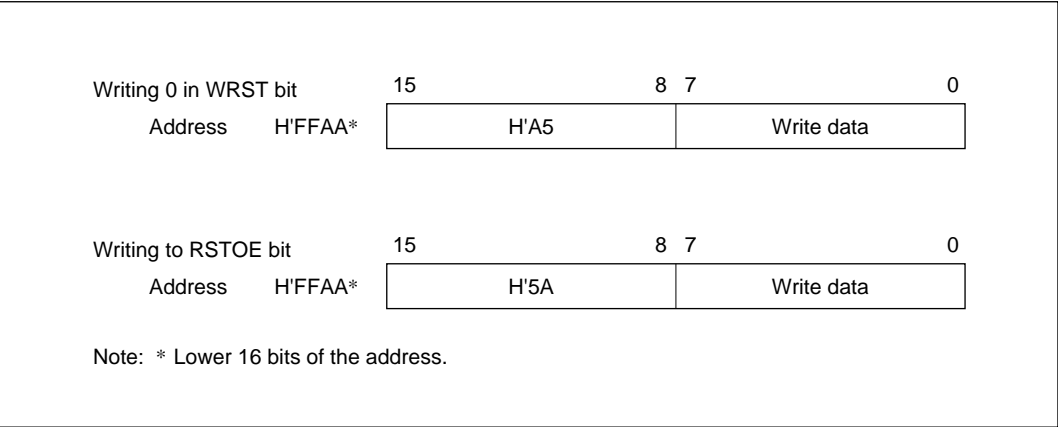 Writing 0 in WRST bit 15 8 7 0
Address H'FFAA* H'A5 Write data
Writing to RSTOE bit 15 8 7 0
Address H'FFAA* H'5A Write data
Note: * Lower 16 bits of the address.